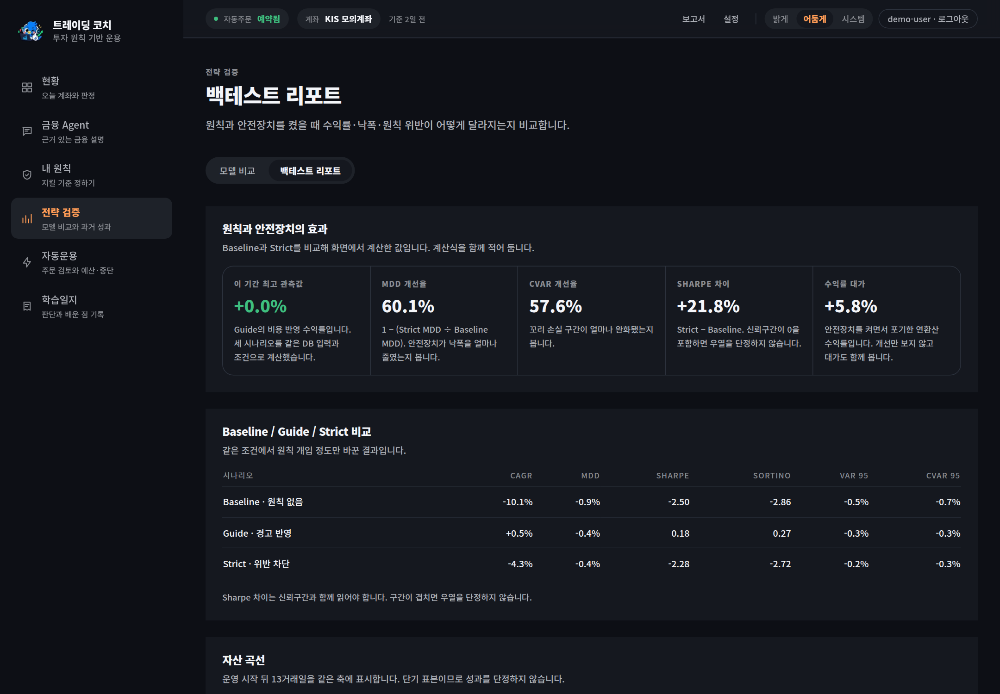 트레이딩 코치
투자 원칙 기반 운용
현황
오늘 계좌와 판정
금융 Agent
근거 있는 금융 설명
내 원칙
지킬 기준 정하기
전략 검증
모델 비교와 과거 성과
자동운용
주문 검토와 예산·중단
학습일지
판단과 배운 점 기록
자동주문 예약됨 계좌 KIS 모의계좌 기준 2일 전 보고서 설정 밝게 어둡게 시스템 demo-user · 로그아웃
전략 검증
백테스트 리포트
원칙과 안전장치를 켰을 때 수익률·낙폭·원칙 위반이 어떻게 달라지는지 비교합니다.
모델 비교 백테스트 리포트
원칙과 안전장치의 효과
Baseline과 Strict를 비교해 화면에서 계산한 값입니다. 계산식을 함께 적어 둡니다.
이 기간 최고 관측값
+0.0%
Guide의 비용 반영 수익률입니다.
세 시나리오를 같은 DB 입력과
조건으로 계산했습니다.
MDD 개선율
60.1%
1 − (Strict MDD ÷ Baseline
MDD). 안전장치가 낙폭을 얼마나
줄였는지 봅니다.
CVAR 개선율
57.6%
꼬리 손실 구간이 얼마나 완화됐는지
봅니다.
SHARPE 차이
+21.8%
Strict − Baseline. 신뢰구간이 0을
포함하면 우열을 단정하지 않습니다.
수익률 대가
+5.8%
안전장치를 켜면서 포기한 연환산
수익률입니다. 개선만 보지 않고
대가도 함께 봅니다.
Baseline / Guide / Strict 비교
같은 조건에서 원칙 개입 정도만 바꾼 결과입니다.
시나리오 CAGR MDD SHARPE SORTINO VAR 95 CVAR 95
Baseline · 원칙 없음 -10.1% -0.9% -2.50 -2.86 -0.5% -0.7%
Guide · 경고 반영 +0.5% -0.4% 0.18 0.27 -0.3% -0.3%
Strict · 위반 차단 -4.3% -0.4% -2.28 -2.72 -0.2% -0.3%
Sharpe 차이는 신뢰구간과 함께 읽어야 합니다. 구간이 겹치면 우열을 단정하지 않습니다.
자산 곡선
운영 시작 뒤 13거래일을 같은 축에 표시합니다. 단기 표본이므로 성과를 단정하지 않습니다.